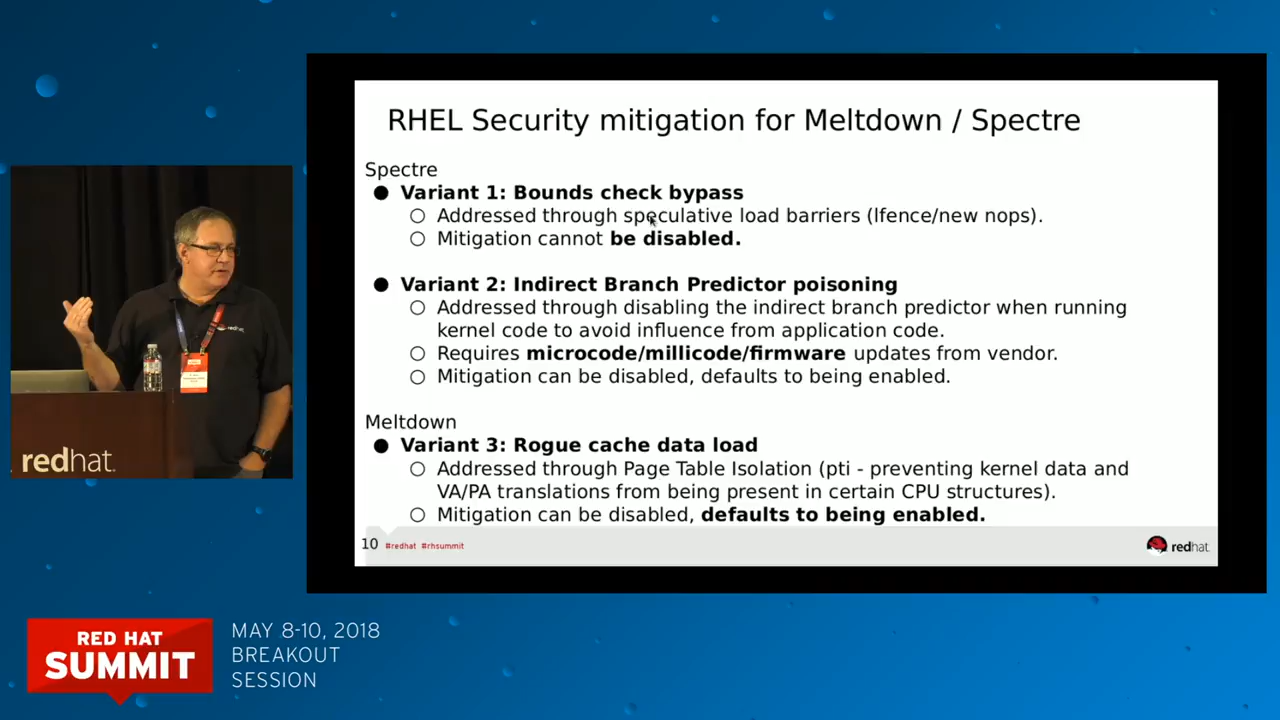 RHEL Security mitigation for Meltdown / Spectre
Spectre
● Variant 1: Bounds check bypass
○ Addressed through speculative load barriers (lfence/new nops).
○ Mitigation cannot be disabled.
● Variant 2: Indirect Branch Predictor poisoning
○ Addressed through disabling the indirect branch predictor when running
kernel code to avoid influence from application code.
○ Requires microcode/millicode/firmware updates from vendor.
○ Mitigation can be disabled, defaults to being enabled.
Meltdown
● Variant 3: Rogue cache data load
○ Addressed through Page Table Isolation (pti - preventing kernel data and
VA/PA translations from being present in certain CPU structures).
○ Mitigation can be disabled, defaults to being enabled.
10 #redhat #rhsummit
redhat.
redhat
redhat.
RED HAT
SUMMIT
MAY 8-10, 2018
BREAKOUT
SESSION